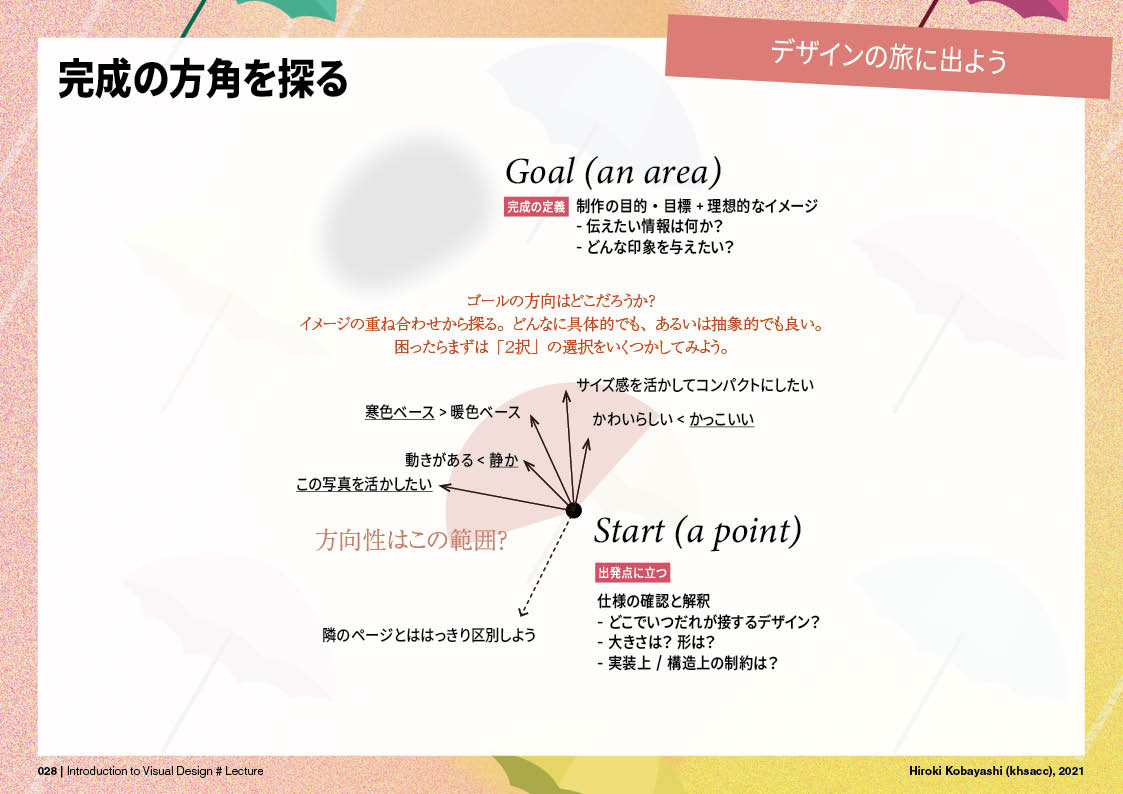 デザインの旅に出よう
完成の方角を探る
Goal (an area)
完成の定義 制作の目的・目標 + 理想的なイメージ
- 伝えたい情報は何か?
- どんな印象を与えたい?
ゴールの方向はどこだろうか?
イメージの重ね合わせから探る。どんなに具体的でも、あるいは抽象的でも良い。
困ったらまずは「2択」の選択をいくつかしてみよう。
サイズ感を活かしてコンパクトにしたい
寒色ベース > 暖色ベース
かわいらしい < かっこいい
動きがある < 静か
この写真を活かしたい
方向性はこの範囲?
Start (a point)
出発点に立つ
仕様の確認と解釈
- どこでいつだれが接するデザイン?
- 大きさは? 形は?
- 実装上 / 構造上の制約は?
隣のページとははっきり区別しよう
028 | Introduction to Visual Design # Lecture
Hiroki Kobayashi (khsacc), 2021